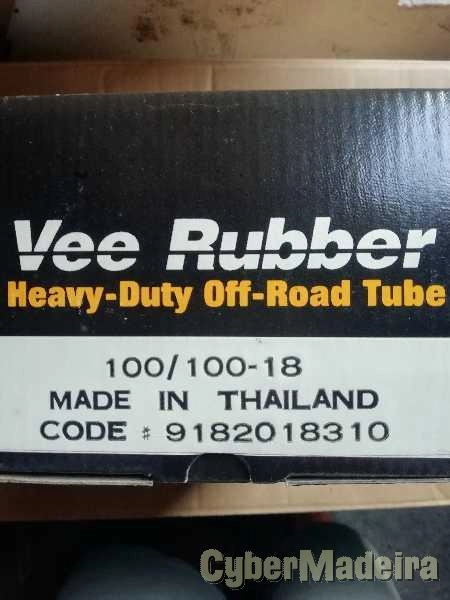 Vee Rubber
Heavy-Duty Off-Road Tube
100/100-18
MADE IN THAILAND
CODE # 9182018310
CyberMadeira